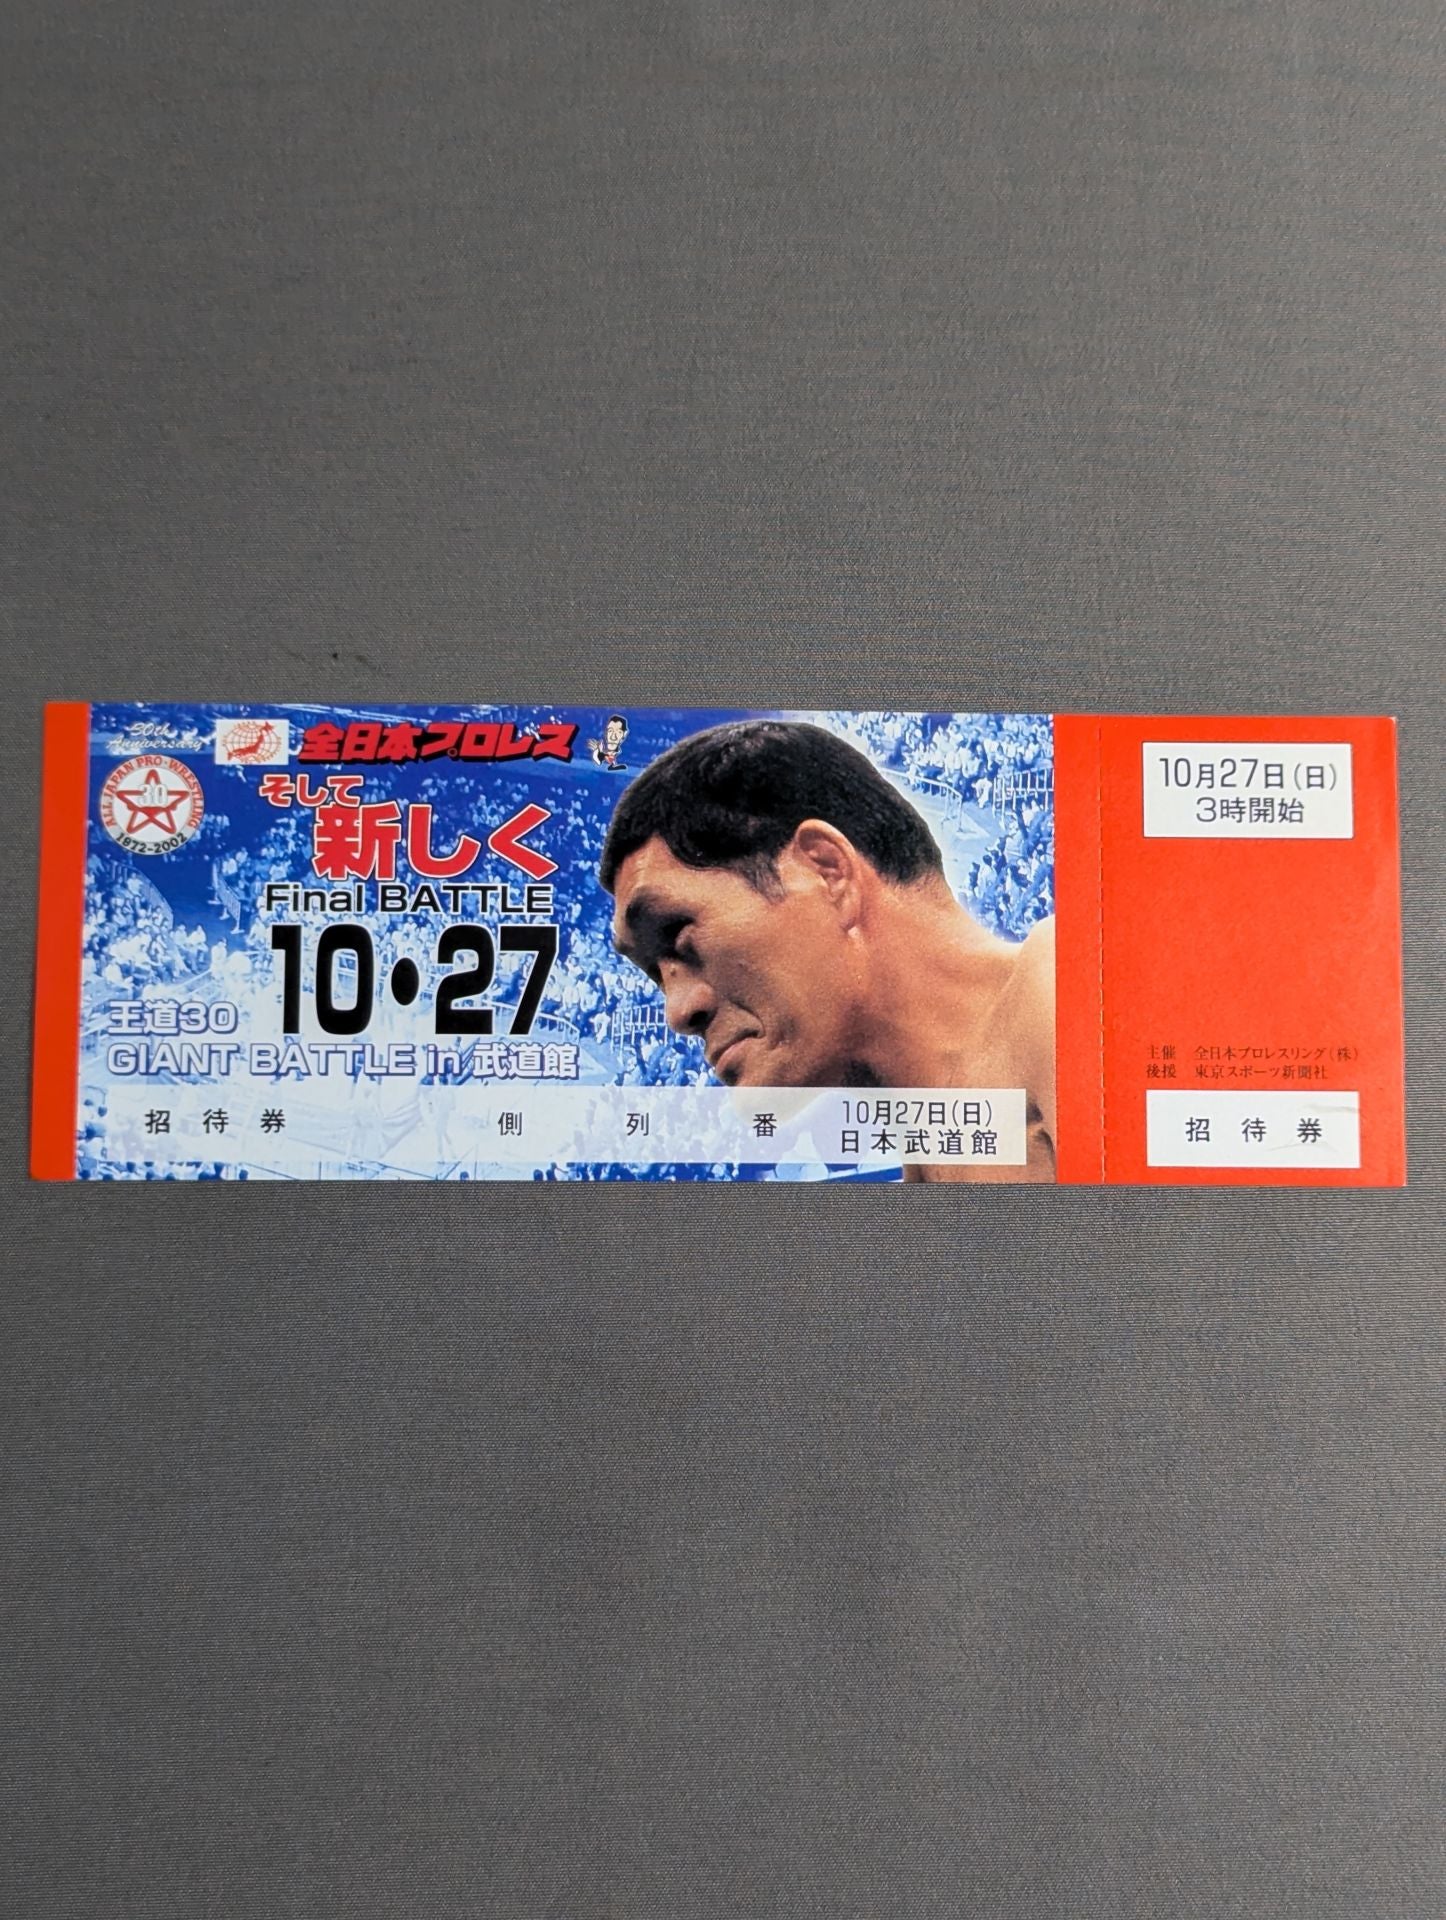 30th
Anniversary
ALL JAPAN PRO-WRESTLING
30
1972-2002
全日本プロレス
そして
新しく
Final BATTLE
10・27
王道30
GIANT BATTLE in 武道館
招待券 側 列 番
10月27日(日)
日本武道館
10月27日(日)
3時開始
主催 全日本プロレスリング(株)
後援 東京スポーツ新聞社
招待券